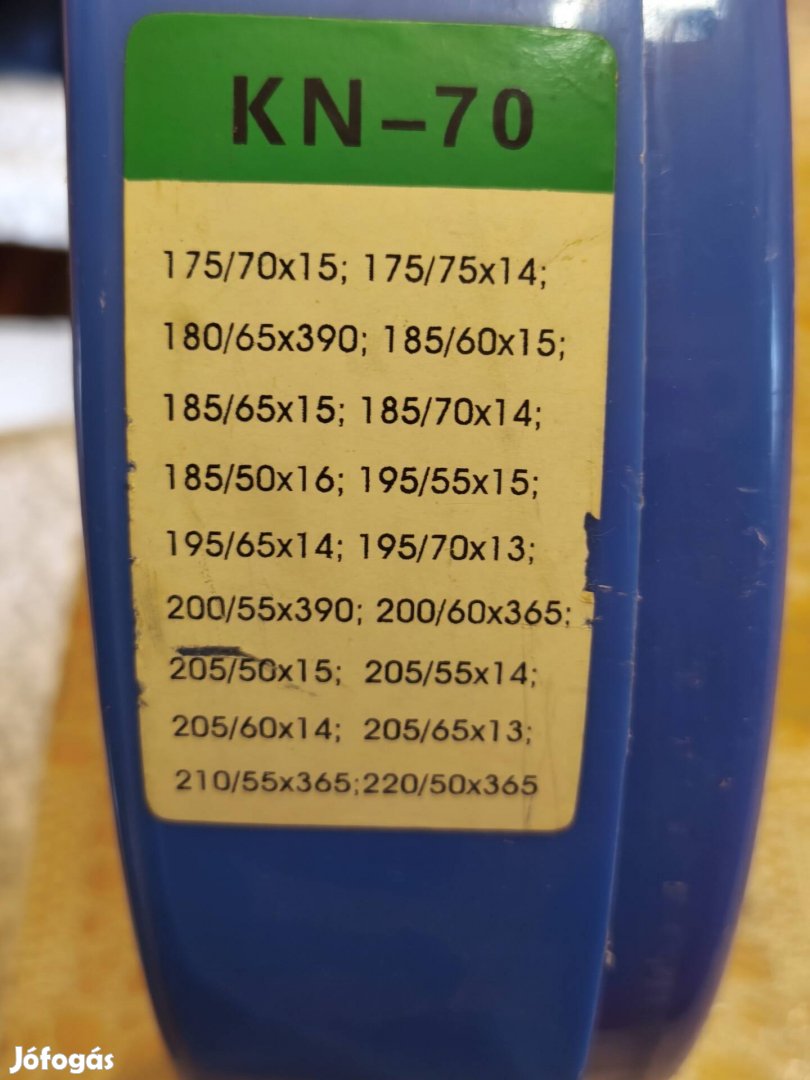 KN-70
175/70x15; 175/75x14;
180/65x390; 185/60x15;
185/65x15; 185/70x14;
185/50x16; 195/55x15;
195/65x14; 195/70x13;
200/55x390; 200/60x365;
205/50x15; 205/55x14;
205/60x14; 205/65x13;
210/55x365;220/50x365
Jófogás